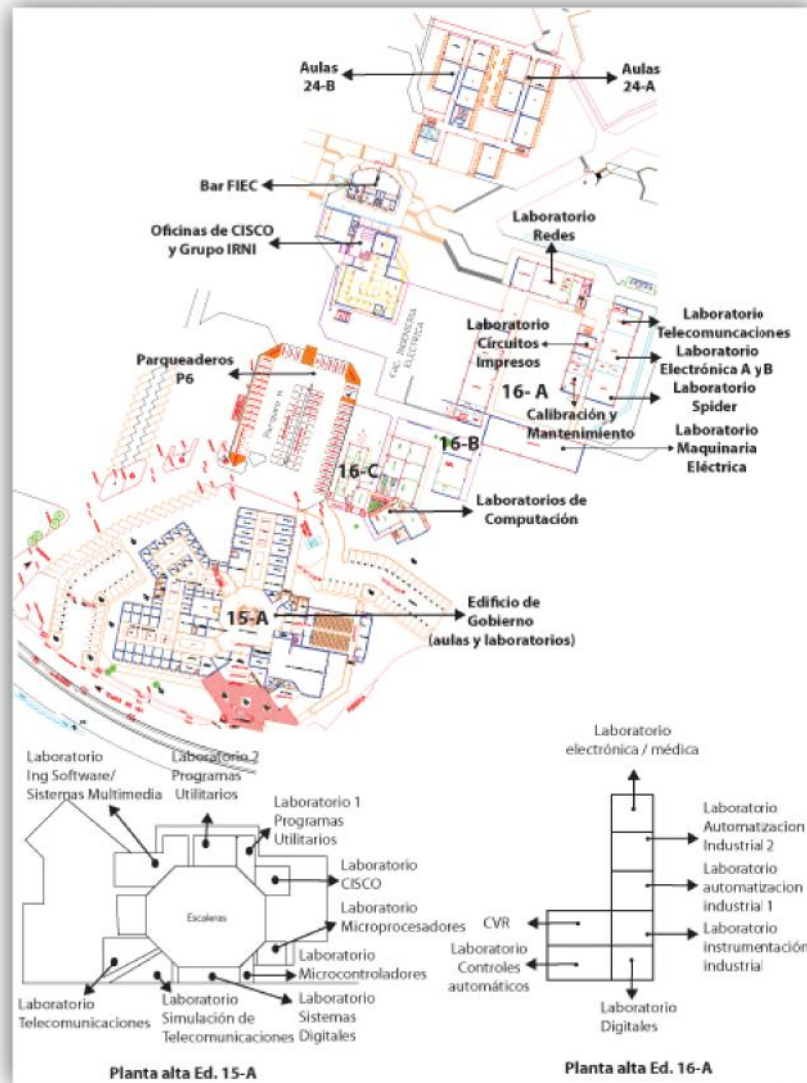 Aulas
24-B
Aulas
24-A
Bar FIEC
Oficinas de CISCO
y Grupo IRNI
Laboratorio
Redes
FAC. INGENIERIA
ELECTRICA
Laboratorio
Circuitos
Impresos
Laboratorio
Telecomuncaciones
Laboratorio
Electrónica A yB
Laboratorio
Spider
16- A
Calibración y
Mantenimiento
Laboratorio
Maquinaria
Eléctrica
Parqueaderos
P6
16-B
16-C
Laboratorios de
Computación
15-A
Edificio de
Gobierno
(aulas y laboratorios)
Laboratorio
Ing Software/
Sistemas Multimedia
Laboratorio 2
Programas
Utilitarios
Laboratorio 1
Programas
Utilitarios
Laboratorio
CISCO
Escaleras
Laboratorio
Microprocesadores
Laboratorio
Microcontroladores
Laboratorio
Telecomunicaciones
Laboratorio
Simulación de
Telecomunicaciones
Laboratorio
Sistemas
Digitales
Planta alta Ed. 15-A
Laboratorio
electrónica / médica
Laboratorio
Automatizacion
Industrial 2
Laboratorio
automatizacion
industrial 1
CVR
Laboratorio
instrumentación
industrial
Laboratorio
Controles
automáticos
Laboratorio
Digitales
Planta alta Ed. 16-A